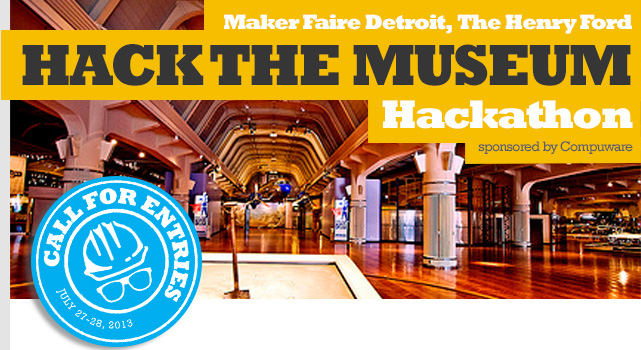 Maker Faire Detroit, The Henry Ford
HACK THE MUSEUM
Hackathon
sponsored by Compuware
CALL FOR ENTRIES
JULY 27-28, 2013